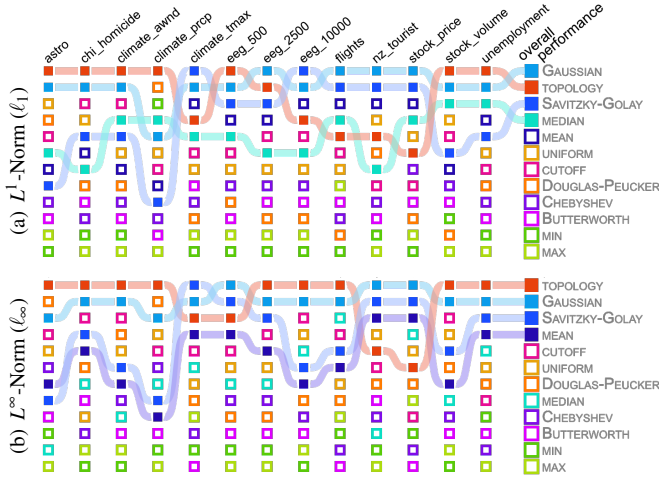 astro
chi_homicide
climate_awnd
climate_prcp
climate_tmax
eeg_500
eeg_2500
eeg_10000
flights
nz_tourist
stock_price
stock_volume
unemployment
overall
performance
(a) L¹-Norm (ℓ₁)
GAUSSIAN
TOPOLOGY
SAVITZKY-GOLAY
MEDIAN
MEAN
UNIFORM
CUTOFF
DOUGLAS-PEUCKER
CHEBYSHEV
BUTTERWORTH
MIN
MAX
(b) L∞-Norm (ℓ∞)
TOPOLOGY
GAUSSIAN
SAVITZKY-GOLAY
MEAN
CUTOFF
UNIFORM
DOUGLAS-PEUCKER
MEDIAN
CHEBYSHEV
BUTTERWORTH
MIN
MAX